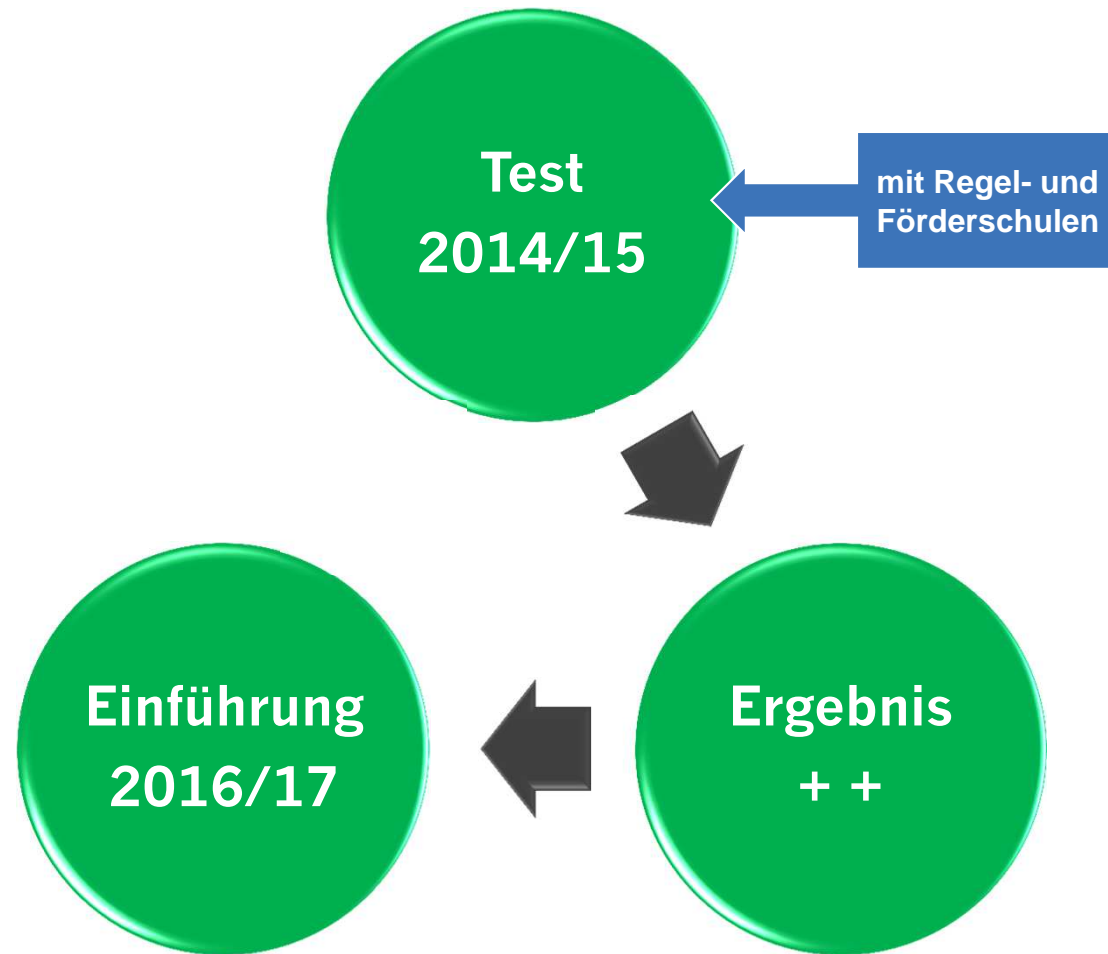 Test
2014/15
mit Regel- und
Förderschulen
Einführung
2016/17
Ergebnis
+ +